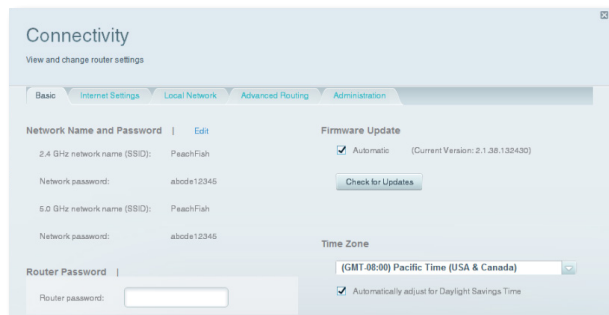 Connectivity
View and change router settings
Basic
Internet Settings
Local Network
Advanced Routing
Administration
Network Name and Password | Edit
2.4 GHz network name (SSID): PeachFish
Network password: abcde12345
5.0 GHz network name (SSID): PeachFish
Network password: abcde12345
Router Password |
Router password:
Firmware Update
Automatic (Current Version: 2.1.38.132430)
Check for Updates
Time Zone
(GMT-08:00) Pacific Time (USA & Canada)
Automatically adjust for Daylight Savings Time